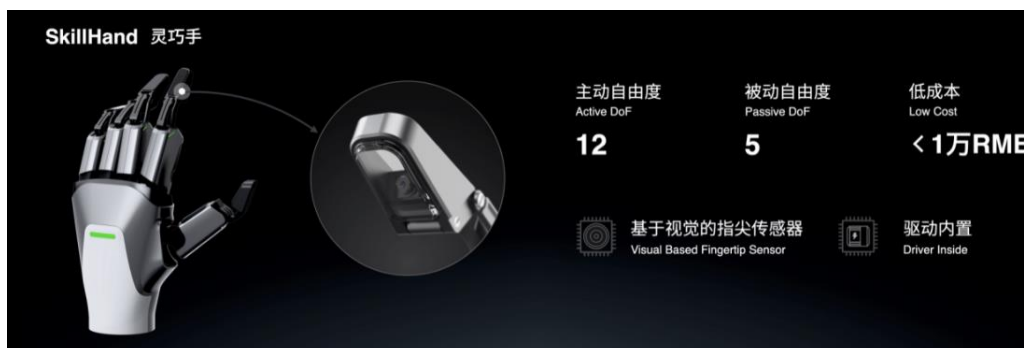 SkillHand 灵巧手
主动自由度
Active DoF
12
被动自由度
Passive DoF
5
低成本
Low Cost
<1万RMB
基于视觉的指尖传感器
Visual Based Fingertip Sensor
驱动内置
Driver Inside